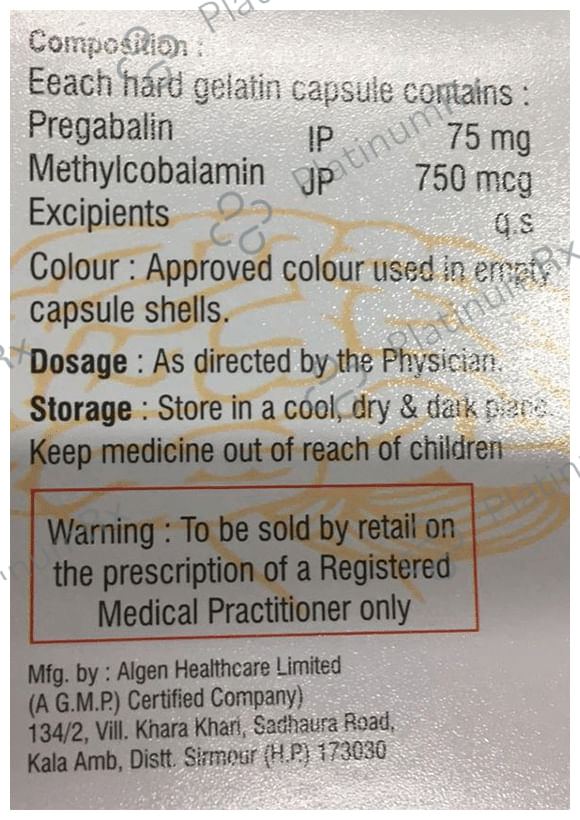 Composition :
Eeach hard gelatin capsule contains :
Pregabalin IP 75 mg
Methylcobalamin JP 750 mcg
Excipients q.s
Colour : Approved colour used in empty
capsule shells.
Dosage : As directed by the Physician.
Storage : Store in a cool, dry & dark place.
Keep medicine out of reach of children
Warning : To be sold by retail on
the prescription of a Registered
Medical Practitioner only
Mfg. by : Algen Healthcare Limited
(A G.M.P.) Certified Company)
134/2, Vill. Khara Khari, Sadhaura Road,
Kala Amb, Distt. Sirmour (H.P.) 173030
PlatinumRx
PlatinumRx